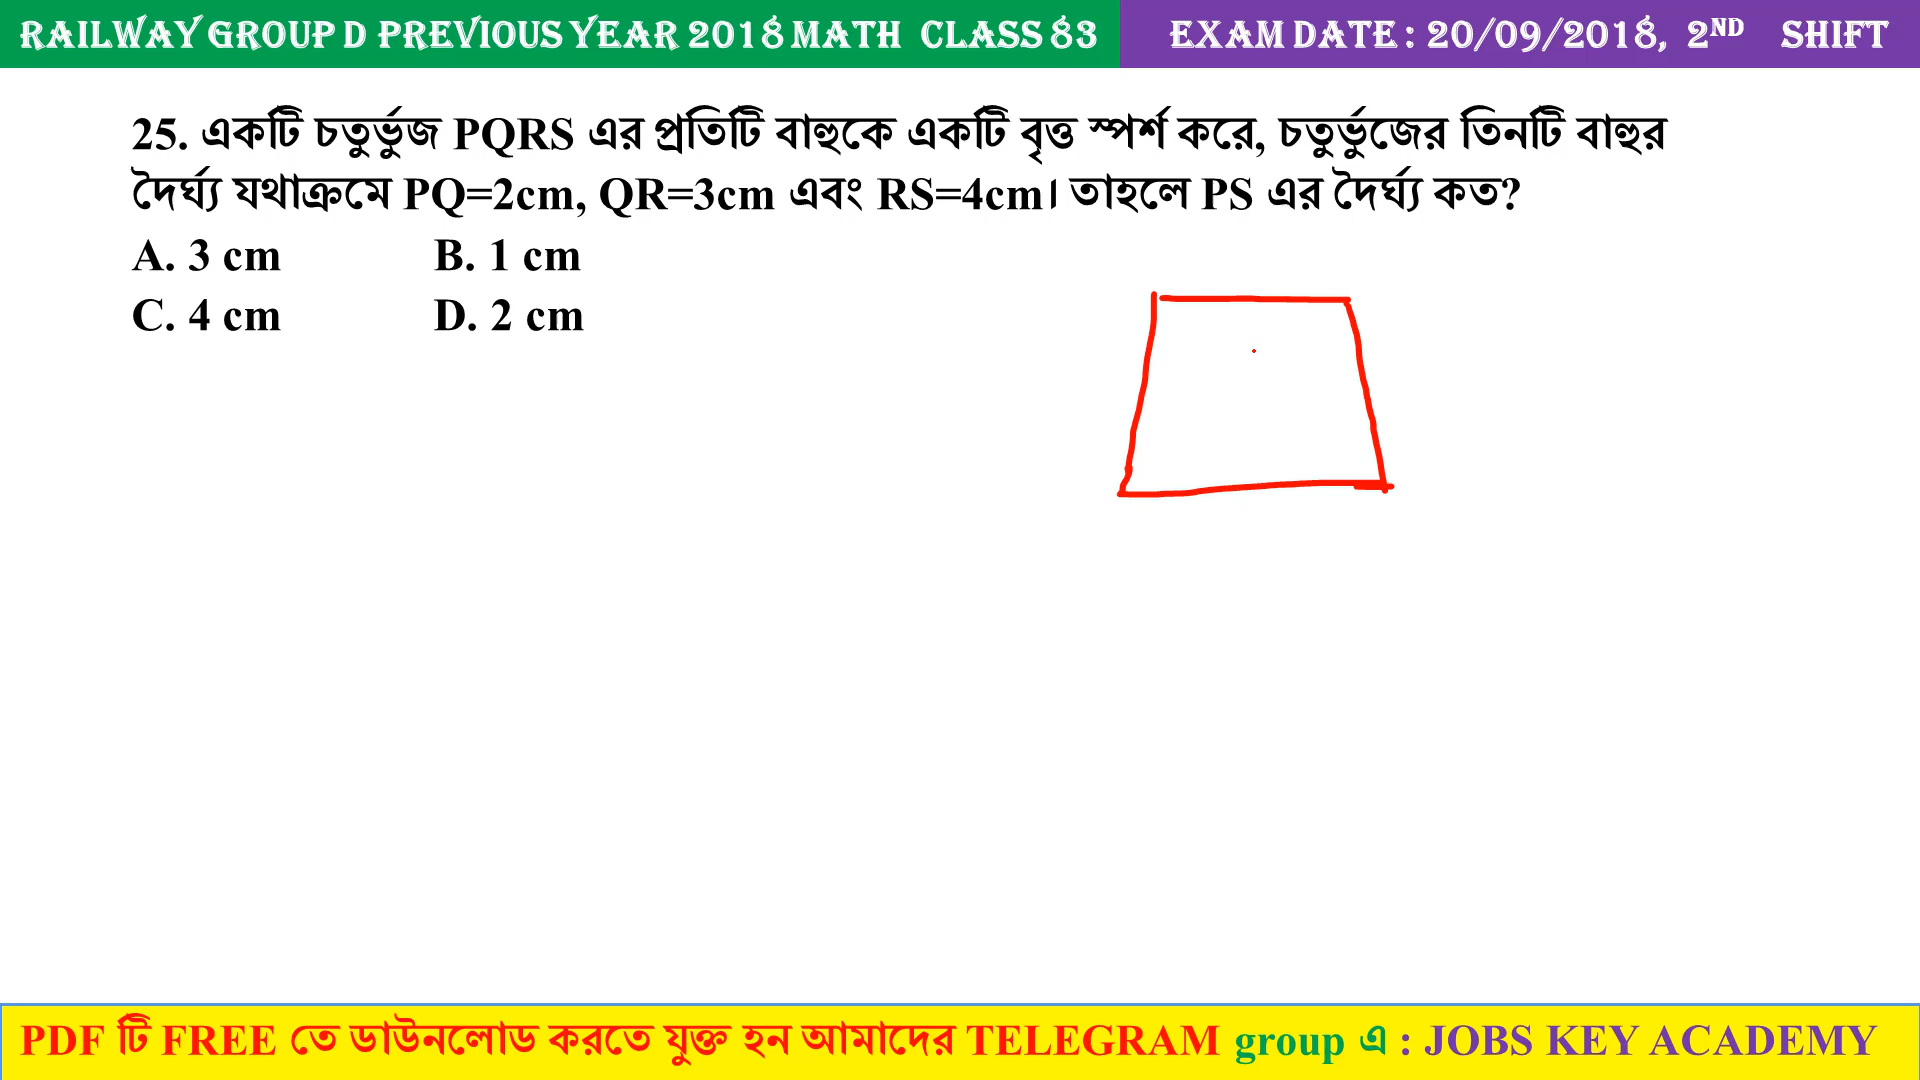 RAILWAY GROUP D PREVIOUS YEAR 2018 MATH CLASS 83 EXAM DATE : 20/09/2018, 2ND SHIFT
25. একটি চতুর্ভুজ PQRS এর প্রতিটি বাহুকে একটি বৃত্ত স্পর্শ করে, চতুর্ভুজের তিনটি বাহুর
দৈর্ঘ্য যথাক্রমে PQ=2cm, QR=3cm এবং RS=4cm। তাহলে PS এর দৈর্ঘ্য কত?
A. 3 cm B. 1 cm
C. 4 cm D. 2 cm
PDF টি FREE তে ডাউনলোড করতে যুক্ত হন আমাদের TELEGRAM group এ : JOBS KEY ACADEMY